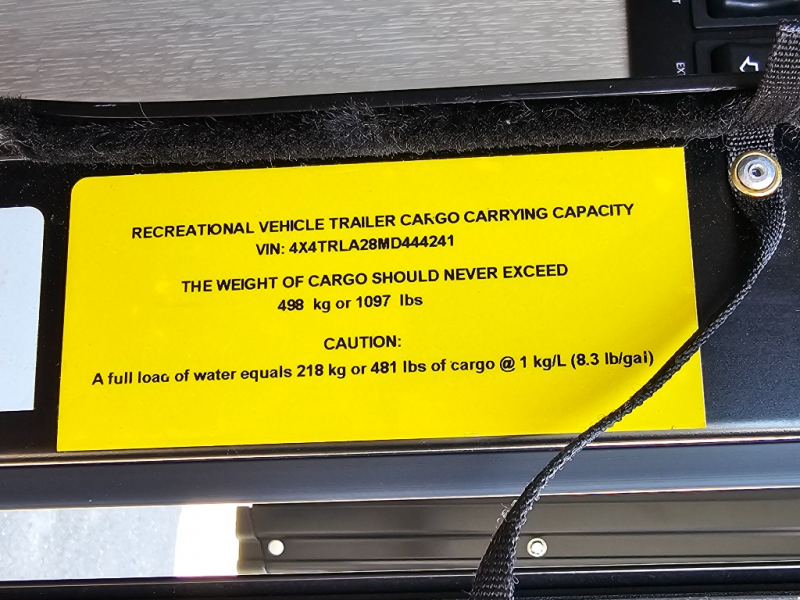 RECREATIONAL VEHICLE TRAILER CARGO CARRYING CAPACITY
VIN: 4X4TRLA28MD444241
THE WEIGHT OF CARGO SHOULD NEVER EXCEED
498 kg or 1097 lbs
CAUTION:
A full load of water equals 218 kg or 481 lbs of cargo @ 1 kg/L (8.3 lb/gal)